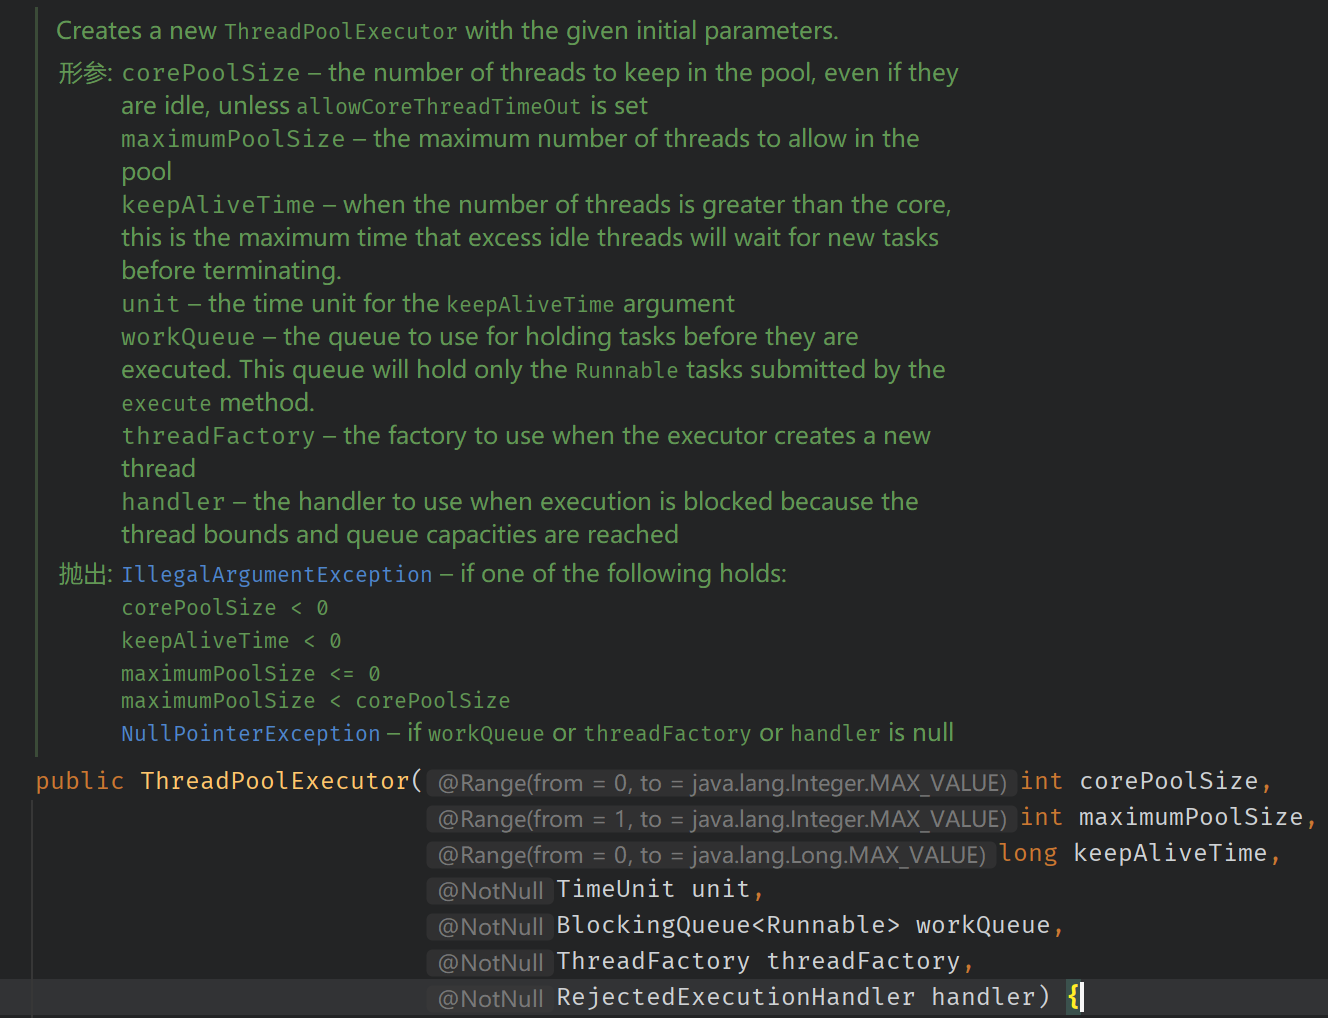 Creates a new ThreadPoolExecutor with the given initial parameters.
形参: corePoolSize – the number of threads to keep in the pool, even if they
are idle, unless allowCoreThreadTimeOut is set
maximumPoolSize – the maximum number of threads to allow in the
pool
keepAliveTime – when the number of threads is greater than the core,
this is the maximum time that excess idle threads will wait for new tasks
before terminating.
unit – the time unit for the keepAliveTime argument
workQueue – the queue to use for holding tasks before they are
executed. This queue will hold only the Runnable tasks submitted by the
execute method.
threadFactory – the factory to use when the executor creates a new
thread
handler – the handler to use when execution is blocked because the
thread bounds and queue capacities are reached
抛出: IllegalArgumentException – if one of the following holds:
corePoolSize < 0
keepAliveTime < 0
maximumPoolSize <= 0
maximumPoolSize < corePoolSize
NullPointerException – if workQueue or threadFactory or handler is null
public ThreadPoolExecutor( @Range(from = 0, to = java.lang.Integer.MAX_VALUE) int corePoolSize,
@Range(from = 1, to = java.lang.Integer.MAX_VALUE) int maximumPoolSize,
@Range(from = 0, to = java.lang.Long.MAX_VALUE) long keepAliveTime,
@NotNull TimeUnit unit,
@NotNull BlockingQueue<Runnable> workQueue,
@NotNull ThreadFactory threadFactory,
@NotNull RejectedExecutionHandler handler) {